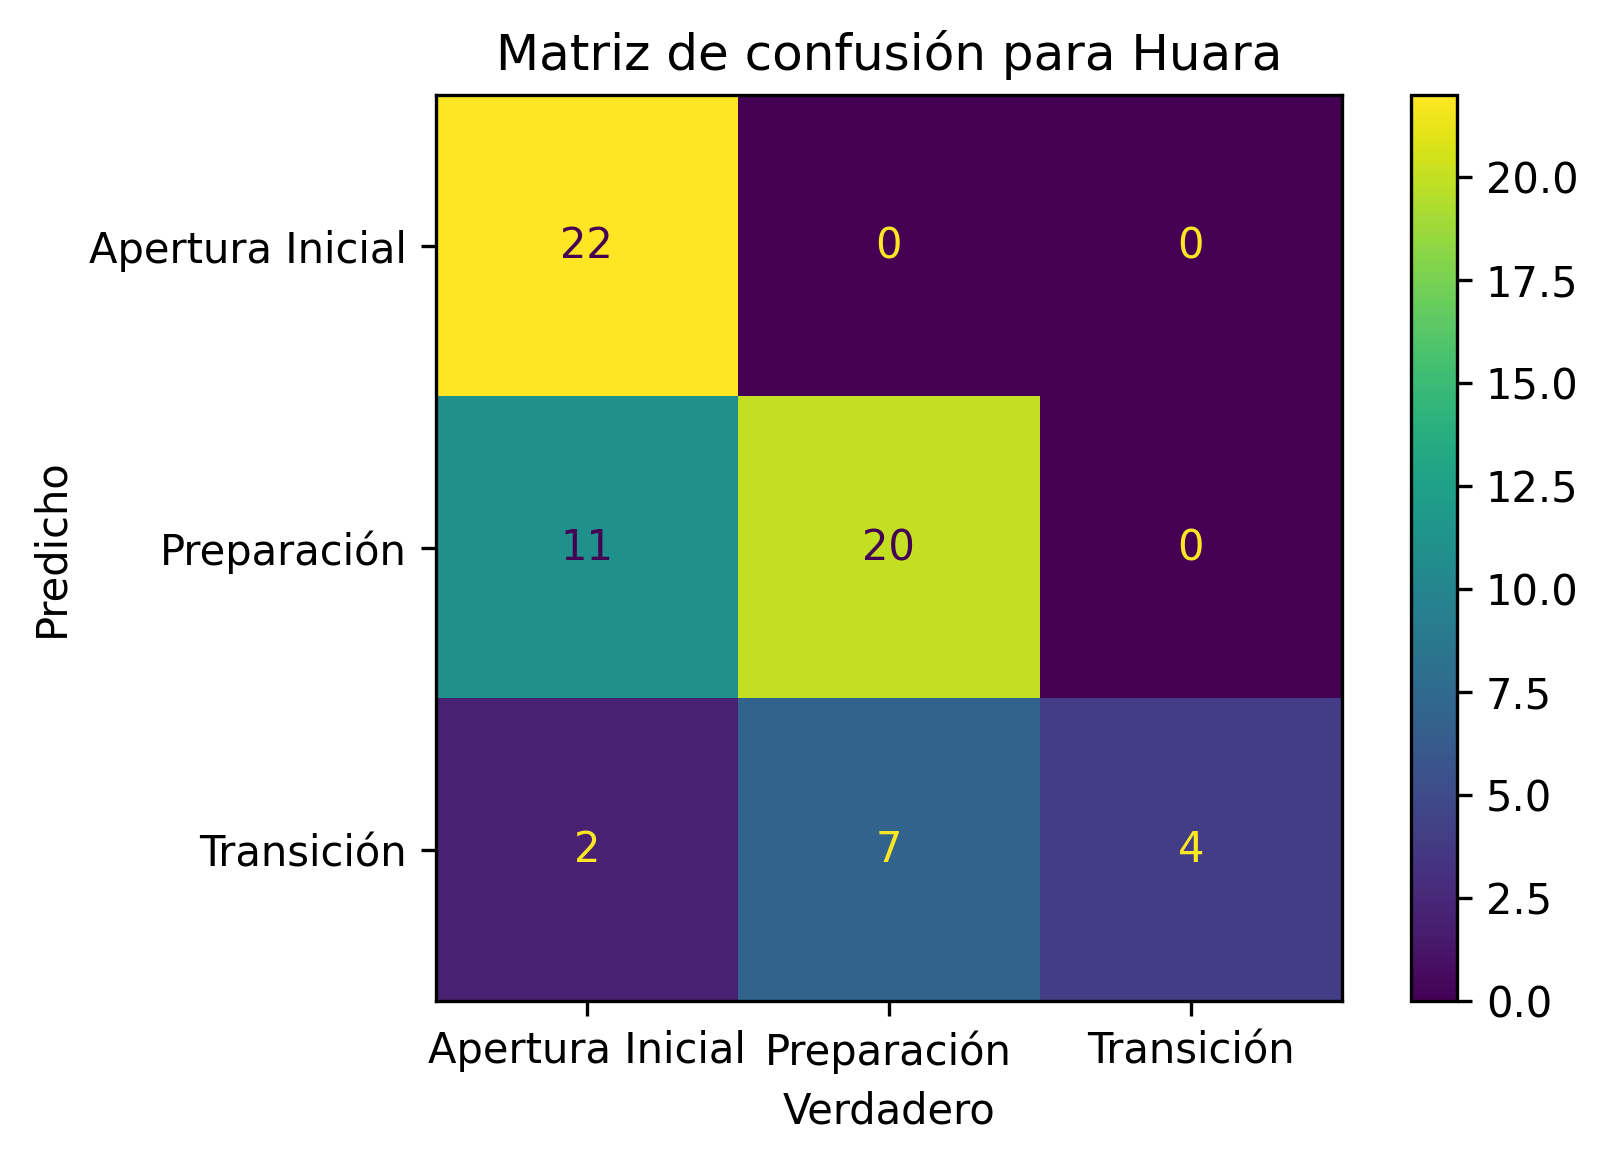 Matriz de confusión para Huara
Predicho
Apertura Inicial
22
0
0
Preparación
11
20
0
Transición
2
7
4
Apertura Inicial
Preparación
Transición
Verdadero
20.0
17.5
15.0
12.5
10.0
7.5
5.0
2.5
0.0